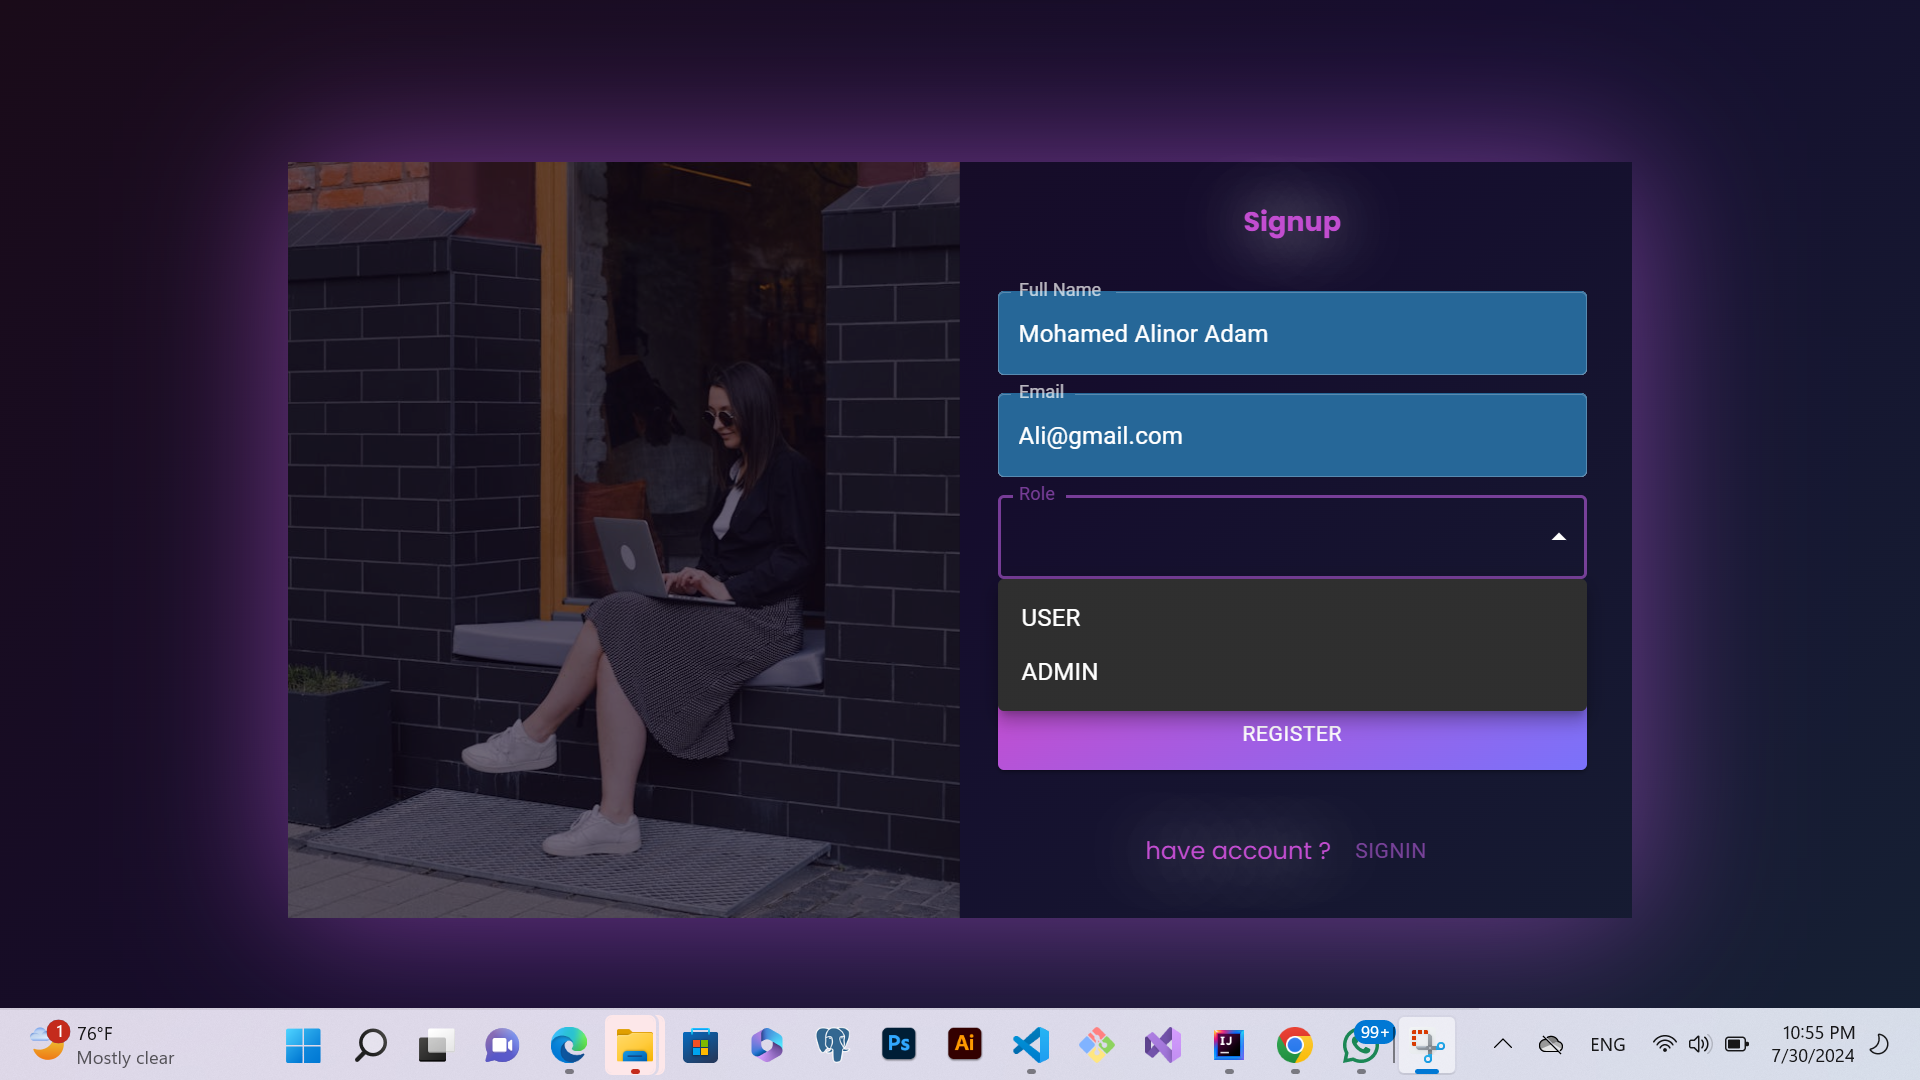 Signup
Full Name
Mohamed Alinor Adam
Email
Ali@gmail.com
Role
USER
ADMIN
REGISTER
have account ? SIGNIN
1
76°F
Mostly clear
Ps
Ai
IJ
99+
ENG
10:55 PM
7/30/2024